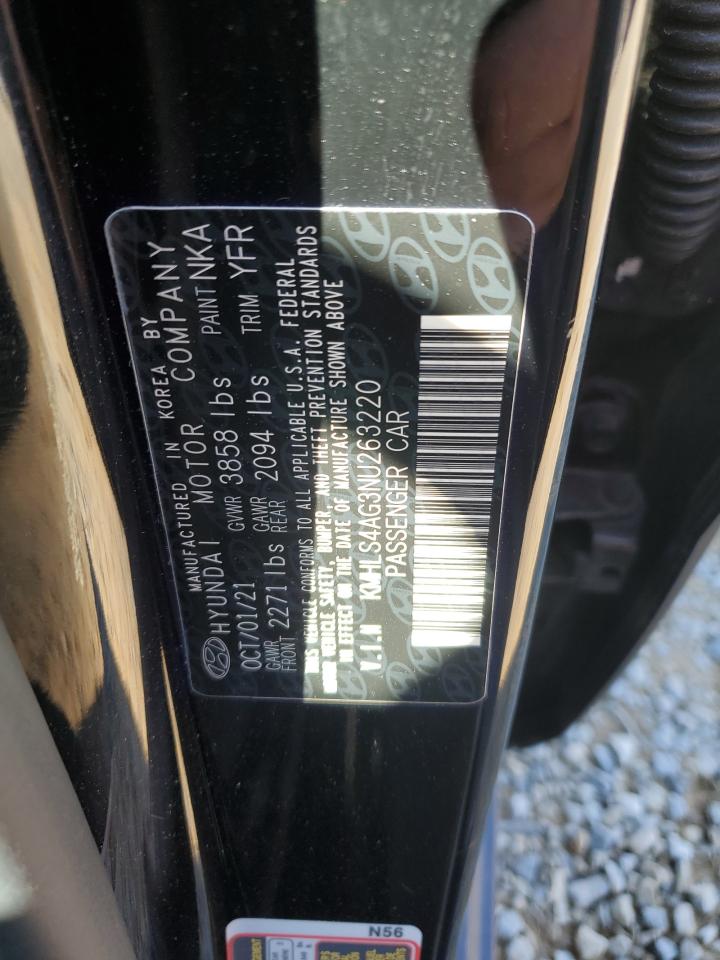 MANUFACTURED IN KOREA BY
HYUNDAI MOTOR COMPANY
OCT/01/21 GVWR 3858 lbs PAINT NKA
GAWR FRONT 2271 lbs GAWR REAR 2094 lbs TRIM YFR
THIS VEHICLE CONFORMS TO ALL APPLICABLE U.S.A. FEDERAL
MOTOR VEHICLE SAFETY, BUMPER, AND THEFT PREVENTION STANDARDS
IN EFFECT ON THE DATE OF MANUFACTURE SHOWN ABOVE
V.I.N KMHLS4AG3NU263220
PASSENGER CAR
N56